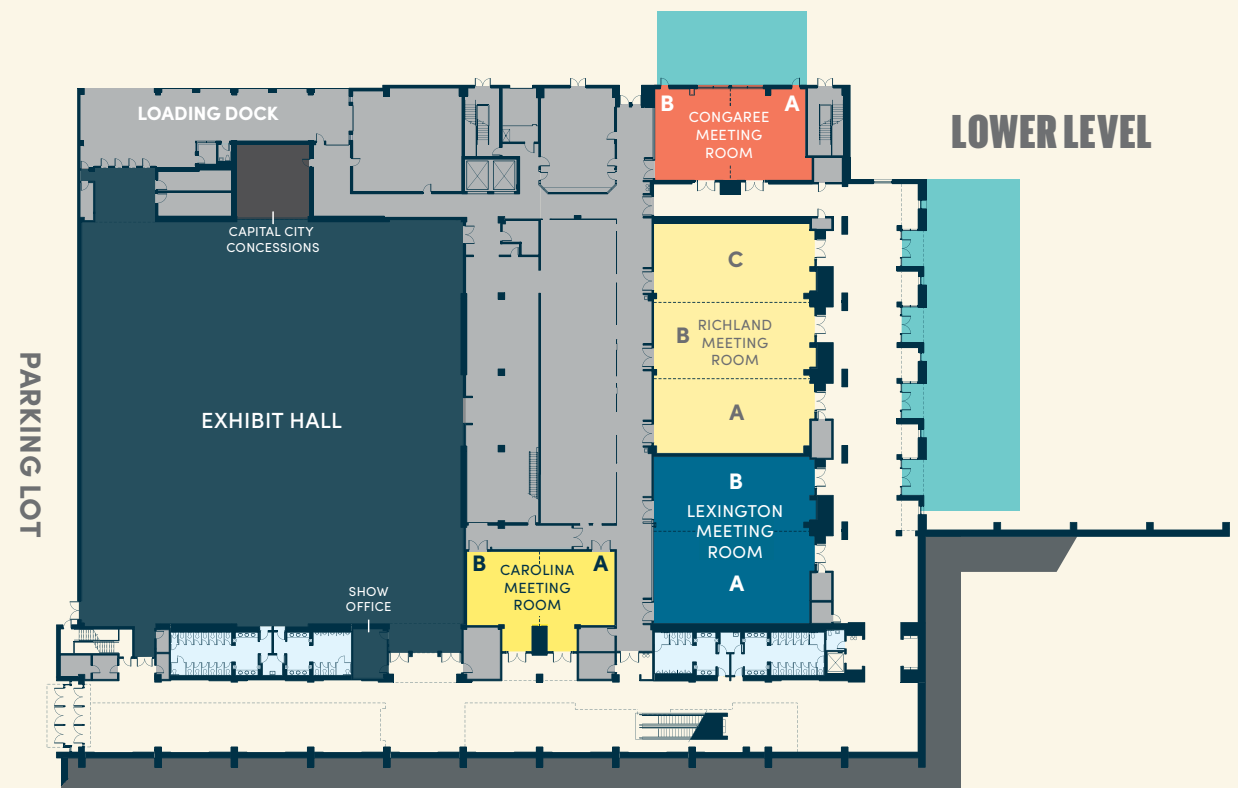 LOWER LEVEL
LOADING DOCK
B
A
CONGAREE
MEETING
ROOM
CAPITAL CITY
CONCESSIONS
C
B
RICHLAND
MEETING
ROOM
A
PARKING LOT
EXHIBIT HALL
B
LEXINGTON
MEETING
ROOM
A
B
A
CAROLINA
MEETING
ROOM
SHOW
OFFICE